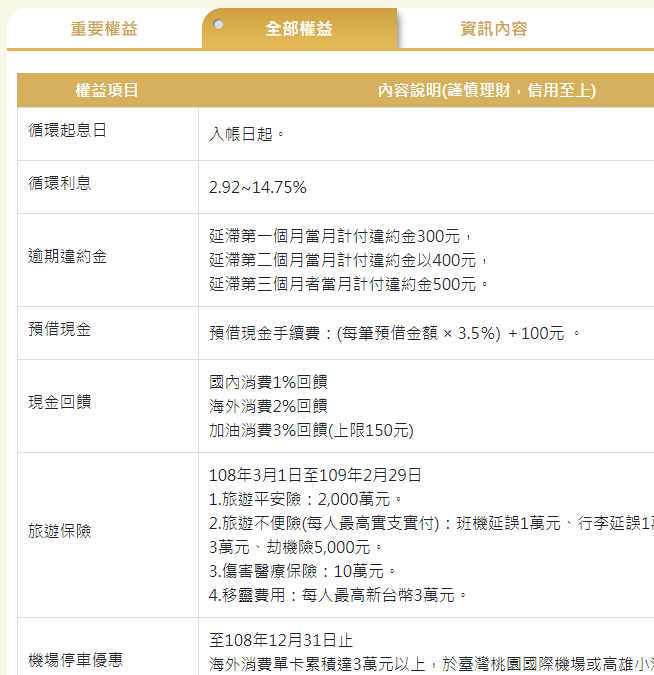 重要權益
全部權益
資訊內容
權益項目
內容說明(謹慎理財，信用至上)
循環起息日
入帳日起。
循環利息
2.92~14.75%
逾期違約金
延滯第一個月當月計付違約金300元，
延滯第二個月當月計付違約金以400元，
延滯第三個月者當月計付違約金500元。
預借現金
預借現金手續費：(每筆預借金額 × 3.5%) ＋100元 。
現金回饋
國內消費1%回饋
海外消費2%回饋
加油消費3%回饋(上限150元)
旅遊保險
108年3月1日至109年2月29日
1.旅遊平安險：2,000萬元。
2.旅遊不便險(每人最高實支實付)：班機延誤1萬元、行李延誤1
3萬元、劫機險5,000元。
3.傷害醫療保險：10萬元。
4.移靈費用：每人最高新台幣3萬元。
機場停車優惠
至108年12月31日止
海外消費單卡累積達3萬元以上，於臺灣桃園國際機場或高雄小